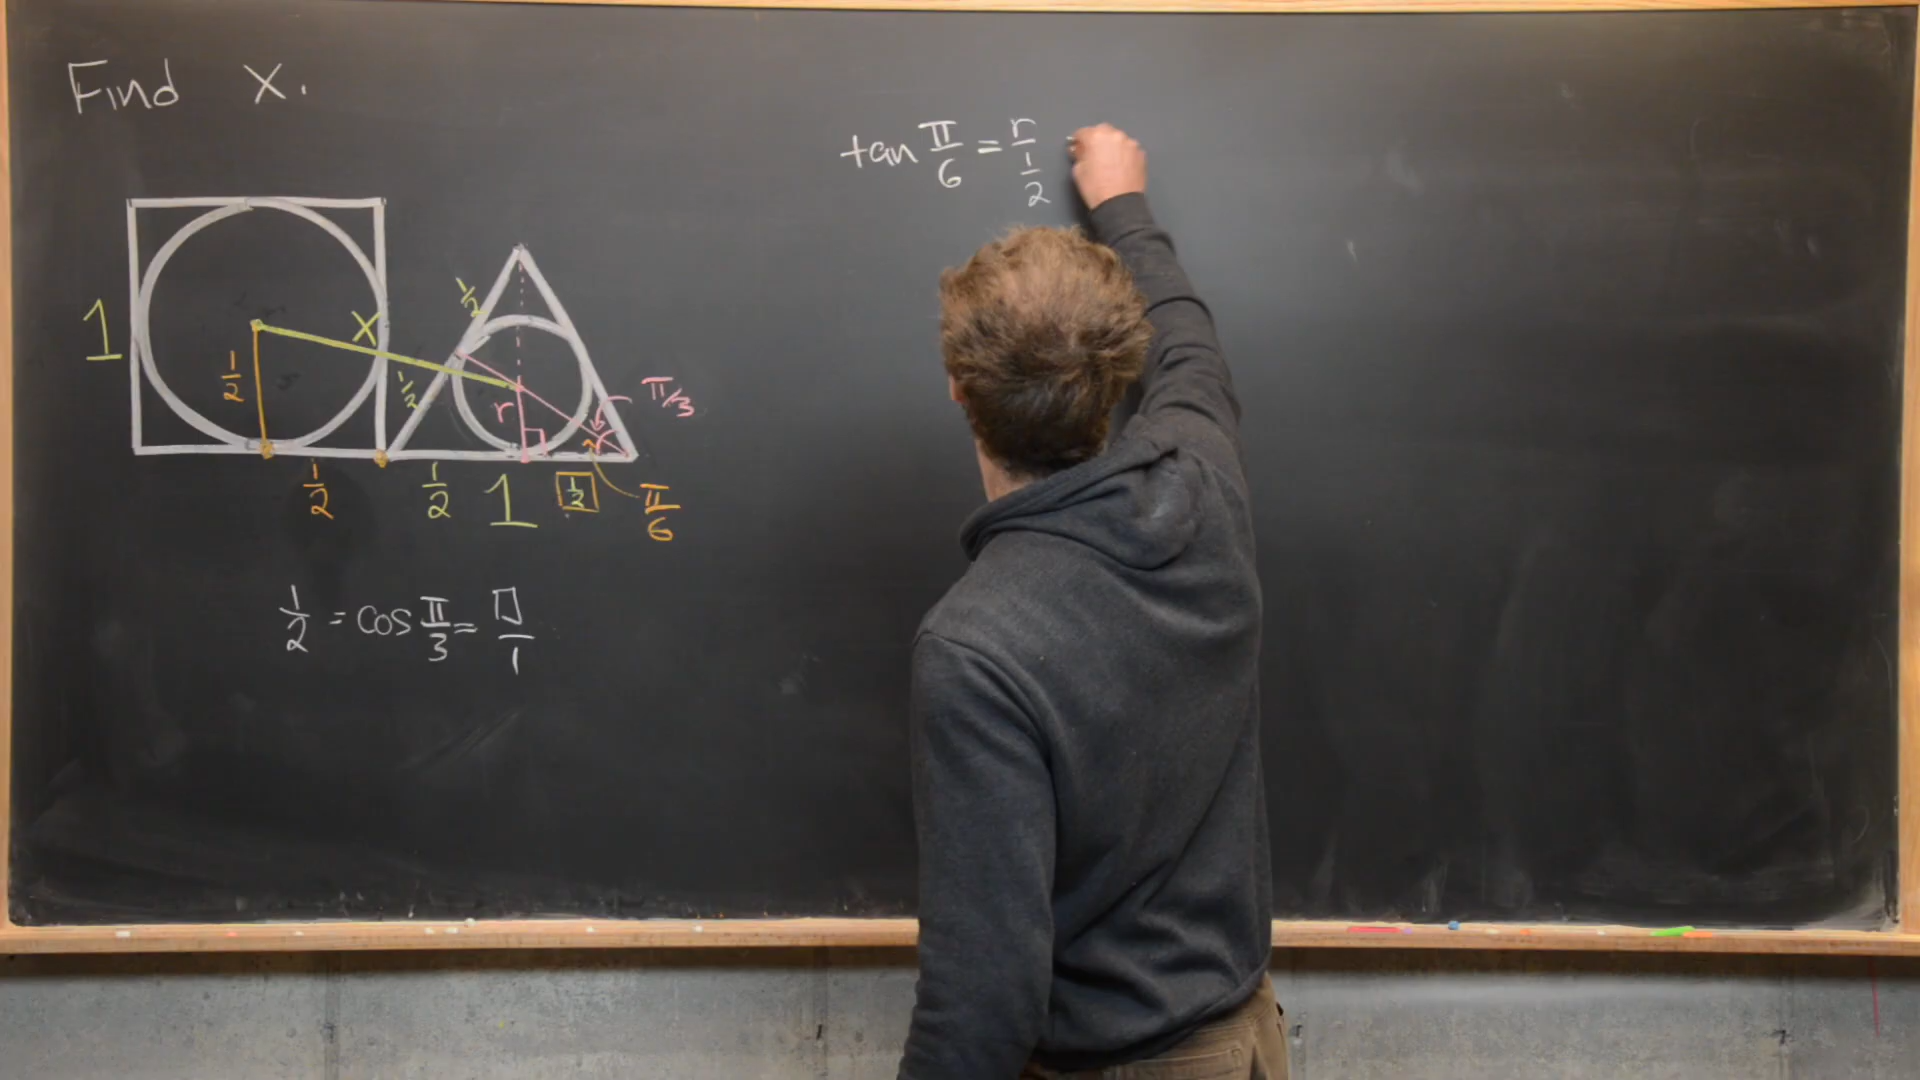 Find x.
tan π/6 = r/(1/2)
1/2
1
x
1/2
1/2
r
π/3
1/2
1/2
1
1/2
π/6
1/2 = cos π/3 = □/1